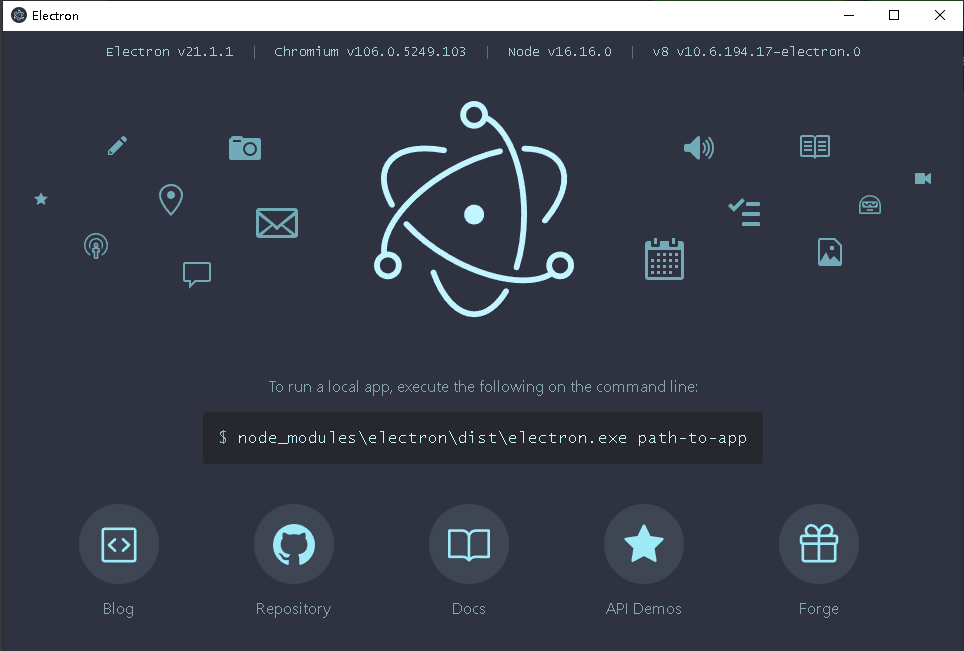 Electron
Electron v21.1.1 | Chromium v106.0.5249.103 | Node v16.16.0 | v8 v10.6.194.17-electron.0
To run a local app, execute the following on the command line:
$ node_modules\electron\dist\electron.exe path-to-app
Blog Repository Docs API Demos Forge